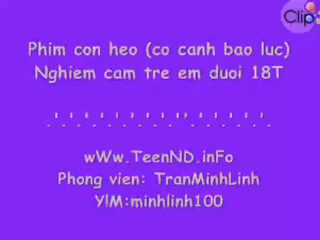 Clip
Phim con heo (co canh bao luc)
Nghiem cam tre em duoi 18T
wWw.TeenND.inFo
Phong vien: TranMinhLinh
Y!M:minhlinh100